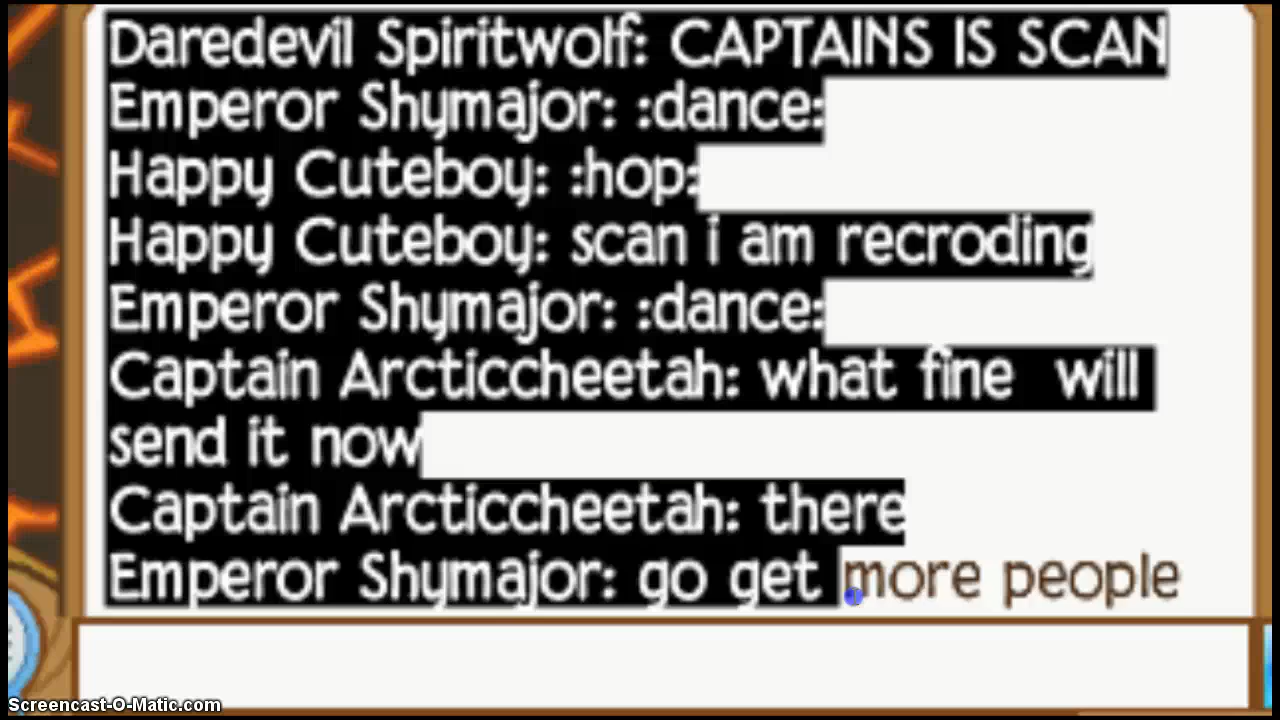 Daredevil Spiritwolf: CAPTAINS IS SCAN
Emperor Shymajor: :dance:
Happy Cuteboy: :hop:
Happy Cuteboy: scan i am recroding
Emperor Shymajor: :dance:
Captain Arcticcheetah: what fine  will
send it now
Captain Arcticcheetah: there
Emperor Shymajor: go get more people
Screencast-O-Matic.com